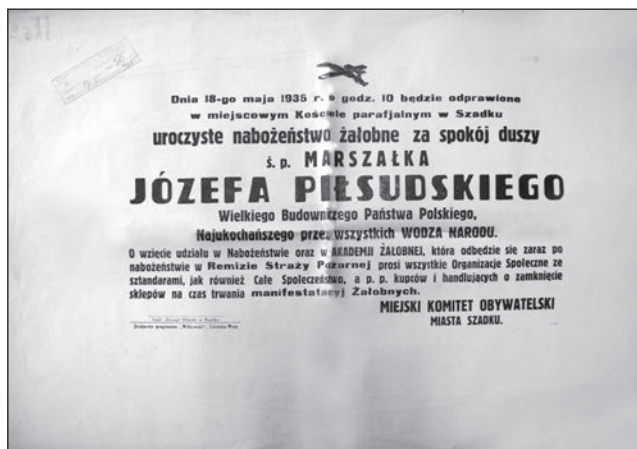 Dnia 18-go maja 1935 r. o godz. 10 będzie odprawione
w miejscowym Kościele parafjalnym w Szadku
uroczyste nabożeństwo żałobne za spokój duszy
ś. p. MARSZAŁKA
JÓZEFA PIŁSUDSKIEGO
Wielkiego Budowniczego Państwa Polskiego,
Najukochańszego przez wszystkich WODZA NARODU.
O wzięcie udziału w Nabożeństwie oraz w AKADEMJI ŻAŁOBNEJ, która odbędzie się zaraz po
nabożeństwie w Remizie Straży Pożarnej prosi wszystkie Organizacje Społeczne ze
sztandarami, jak również Całe Społeczeństwo, a p. p. kupców i handlujących o zamknięcie
sklepów na czas trwania manifestacyj Żałobnych.
MIEJSKI KOMITET OBYWATELSKI
MIASTA SZADKU.